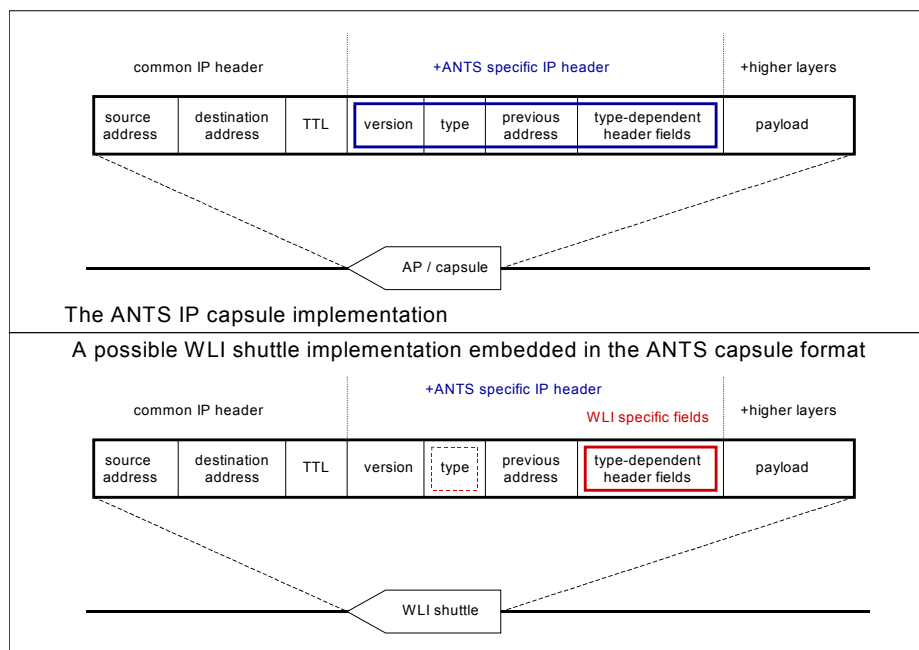 common IP header
+ANTS specific IP header
+higher layers
source address
destination address
TTL
version
type
previous address
type-dependent header fields
payload
AP / capsule
The ANTS IP capsule implementation
A possible WLI shuttle implementation embedded in the ANTS capsule format
+ANTS specific IP header
common IP header
WLI specific fields
+higher layers
source address
destination address
TTL
version
type
previous address
type-dependent header fields
payload
WLI shuttle